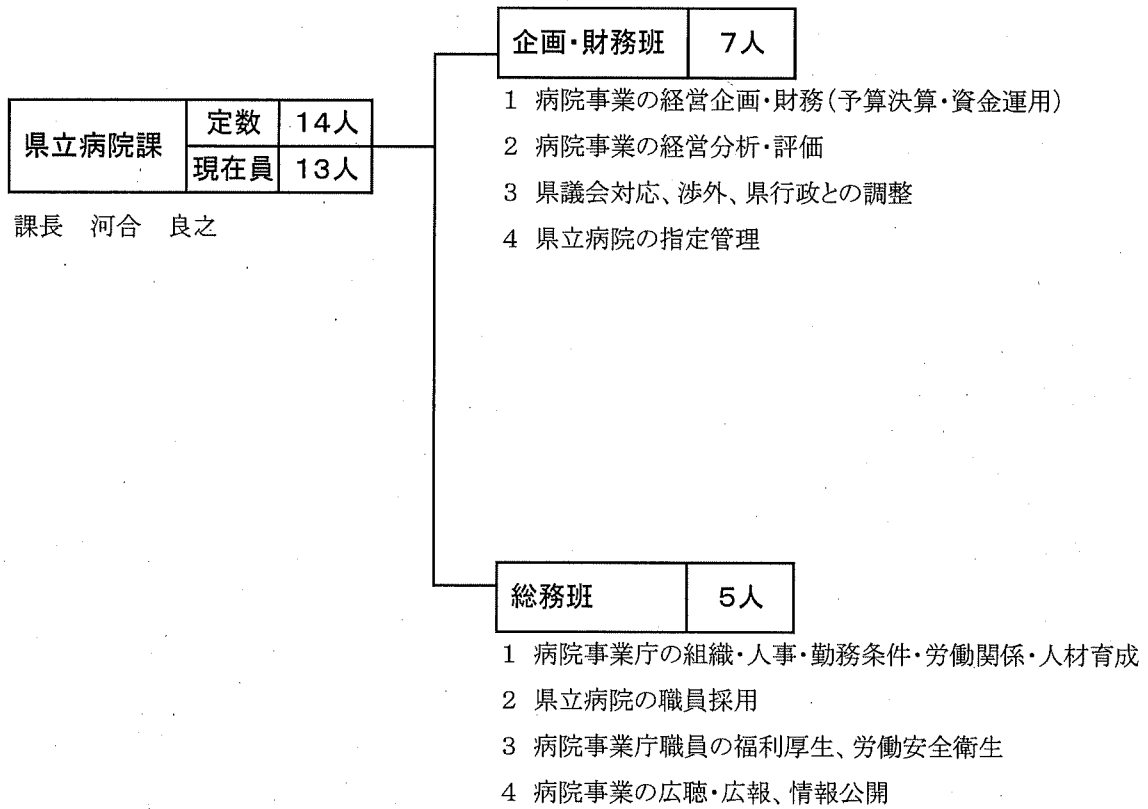 企画・財務班 7人
1 病院事業の経営企画・財務(予算決算・資金運用)
2 病院事業の経営分析・評価
3 県議会対応、渉外、県行政との調整
4 県立病院の指定管理
県立病院課 定数 14人
現在員 13人
課長 河合 良之
総務班 5人
1 病院事業庁の組織・人事・勤務条件・労働関係・人材育成
2 県立病院の職員採用
3 病院事業庁職員の福利厚生、労働安全衛生
4 病院事業の広聴・広報、情報公開